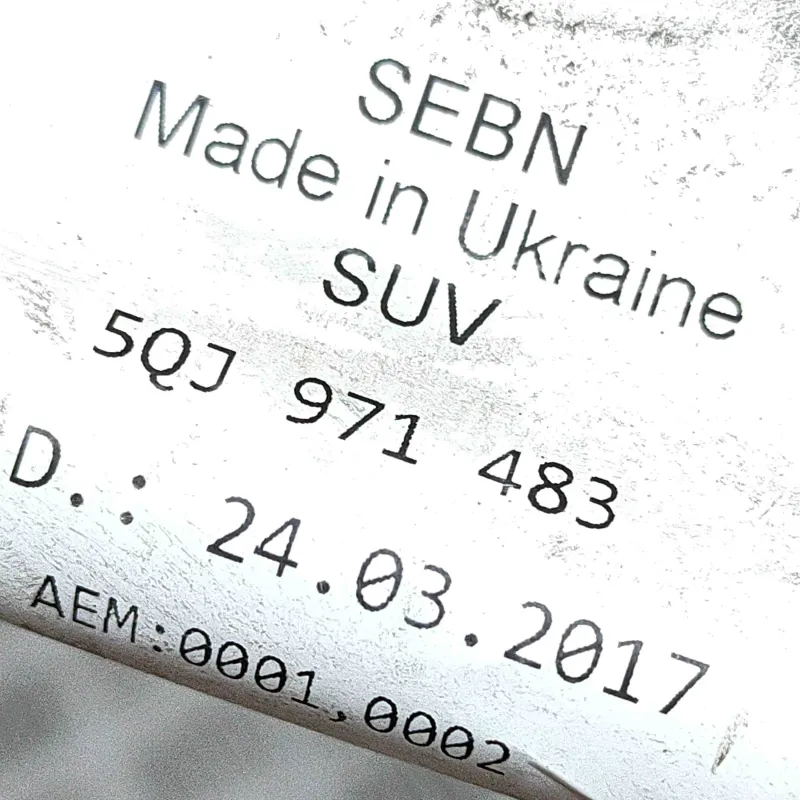 SEBN
Made in Ukraine
SUV
5QJ 971 483
D.: 24.03.2017
AEM:0001,0002